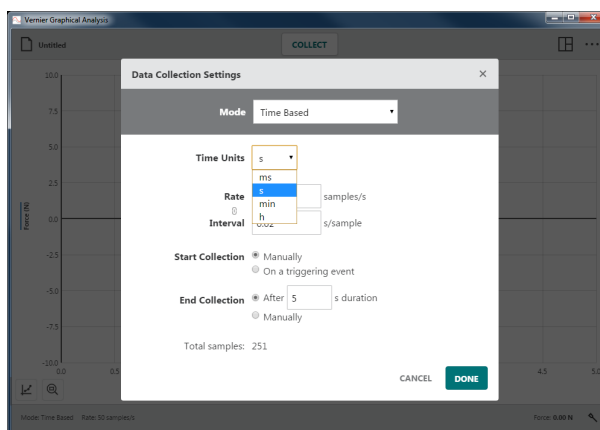 Vernier Graphical Analysis
Untitled
COLLECT
Data Collection Settings
Mode Time Based
Time Units s
ms
s
min
h
Rate samples/s
Interval 0.02 s/sample
Start Collection Manually
On a triggering event
End Collection After 5 s duration
Manually
Total samples: 251
CANCEL DONE
Force (N)
10.0
7.5
5.0
2.5
0.0
-2.5
-5.0
-7.5
-10.0
0.0 0.5 4.5 5.0
Mode: Time Based Rate: 50 samples/s Force: 0.00 N